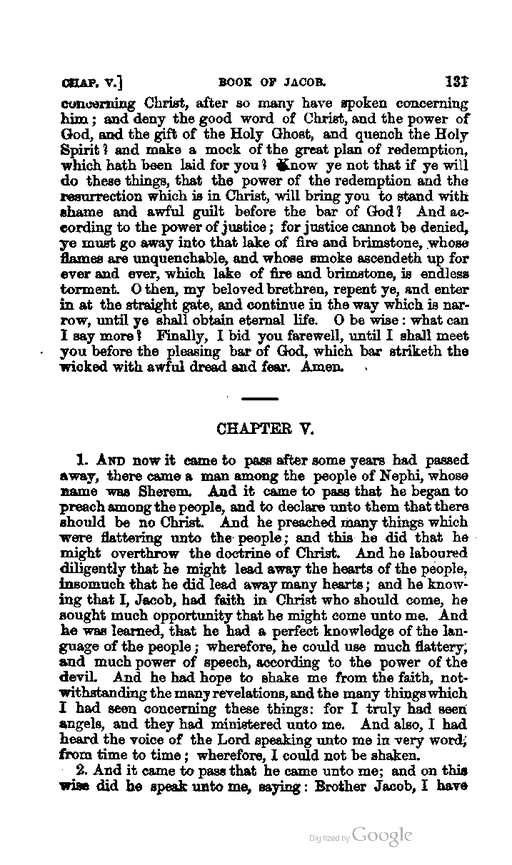 CHAP. V.] BOOK OF JACOB. 131
concerning Christ, after so many have spoken concerning
him; and deny the good word of Christ, and the power of
God, and the gift of the Holy Ghost, and quench the Holy
Spirit? and make a mock of the great plan of redemption,
which hath been laid for you? Know ye not that if ye will
do these things, that the power of the redemption and the
resurrection which is in Christ, will bring you to stand with
shame and awful guilt before the bar of God? And ac-
cording to the power of justice; for justice cannot be denied,
ye must go away into that lake of fire and brimstone, whose
flames are unquenchable, and whose smoke ascendeth up for
ever and ever, which lake of fire and brimstone, is endless
torment. O then, my beloved brethren, repent ye, and enter
in at the straight gate, and continue in the way which is nar-
row, until ye shall obtain eternal life. O be wise: what can
I say more? Finally, I bid you farewell, until I shall meet
you before the pleasing bar of God, which bar striketh the
wicked with awful dread and fear. Amen.
CHAPTER V.
1. AND now it came to pass after some years had passed
away, there came a man among the people of Nephi, whose
name was Sherem. And it came to pass that he began to
preach among the people, and to declare unto them that there
should be no Christ. And he preached many things which
were flattering unto the people; and this he did that he
might overthrow the doctrine of Christ. And he laboured
diligently that he might lead away the hearts of the people,
insomuch that he did lead away many hearts; and he know-
ing that I, Jacob, had faith in Christ who should come, he
sought much opportunity that he might come unto me. And
he was learned, that he had a perfect knowledge of the lan-
guage of the people; wherefore, he could use much flattery,
and much power of speech, according to the power of the
devil. And he had hope to shake me from the faith, not-
withstanding the many revelations, and the many things which
I had seen concerning these things: for I truly had seen
angels, and they had ministered unto me. And also, I had
heard the voice of the Lord speaking unto me in very word,
from time to time; wherefore, I could not be shaken.
2. And it came to pass that he came unto me; and on this
wise did he speak unto me, saying: Brother Jacob, I have
Digitized by Google